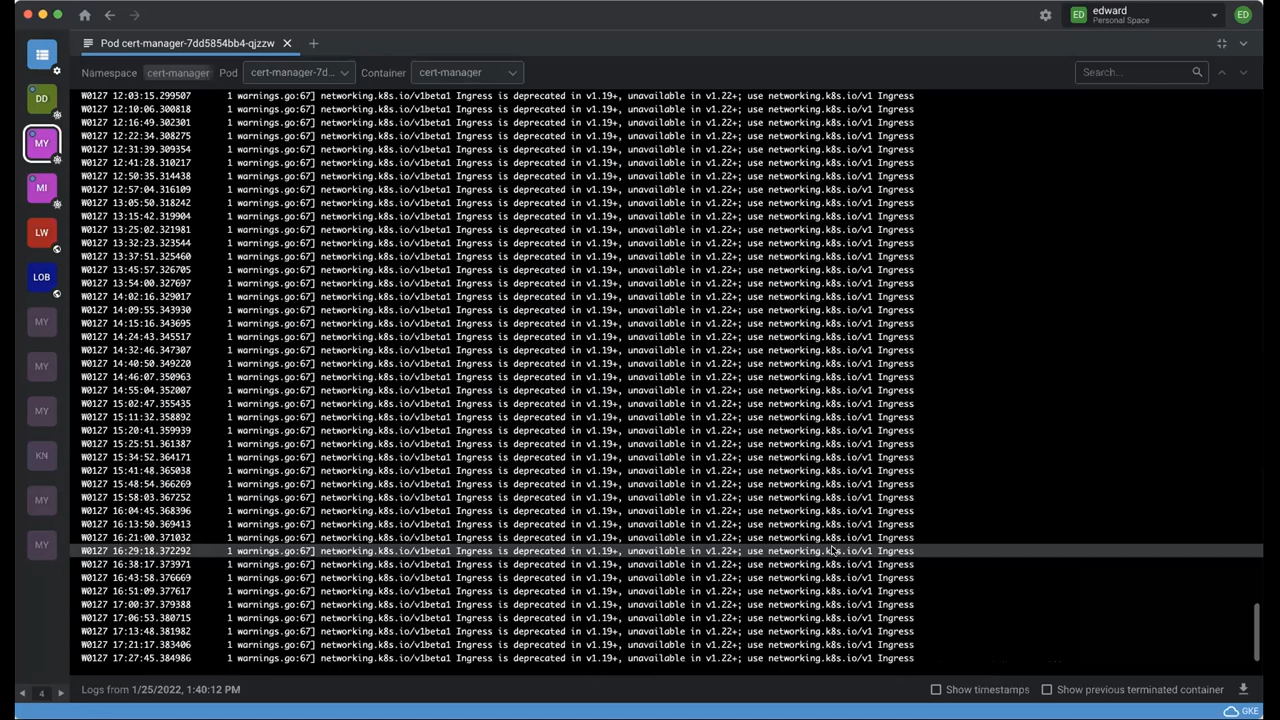 edward
ED
Personal Space
ED
Pod cert-manager-7dd5854bb4-qjzzw
Namespace cert-manager Pod cert-manager-7d... Container cert-manager Search...
DD
MY
MI
LW
LOB
MY
MY
MY
KN
MY
MY
W0127 12:03:15.299507 1 warnings.go:67] networking.k8s.io/v1beta1 Ingress is deprecated in v1.19+, unavailable in v1.22+; use networking.k8s.io/v1 Ingress
W0127 12:10:06.300818 1 warnings.go:67] networking.k8s.io/v1beta1 Ingress is deprecated in v1.19+, unavailable in v1.22+; use networking.k8s.io/v1 Ingress
W0127 12:16:49.302301 1 warnings.go:67] networking.k8s.io/v1beta1 Ingress is deprecated in v1.19+, unavailable in v1.22+; use networking.k8s.io/v1 Ingress
W0127 12:22:34.308275 1 warnings.go:67] networking.k8s.io/v1beta1 Ingress is deprecated in v1.19+, unavailable in v1.22+; use networking.k8s.io/v1 Ingress
W0127 12:31:39.309354 1 warnings.go:67] networking.k8s.io/v1beta1 Ingress is deprecated in v1.19+, unavailable in v1.22+; use networking.k8s.io/v1 Ingress
W0127 12:41:28.310217 1 warnings.go:67] networking.k8s.io/v1beta1 Ingress is deprecated in v1.19+, unavailable in v1.22+; use networking.k8s.io/v1 Ingress
W0127 12:50:35.314438 1 warnings.go:67] networking.k8s.io/v1beta1 Ingress is deprecated in v1.19+, unavailable in v1.22+; use networking.k8s.io/v1 Ingress
W0127 12:57:04.316109 1 warnings.go:67] networking.k8s.io/v1beta1 Ingress is deprecated in v1.19+, unavailable in v1.22+; use networking.k8s.io/v1 Ingress
W0127 13:05:50.318242 1 warnings.go:67] networking.k8s.io/v1beta1 Ingress is deprecated in v1.19+, unavailable in v1.22+; use networking.k8s.io/v1 Ingress
W0127 13:15:42.319904 1 warnings.go:67] networking.k8s.io/v1beta1 Ingress is deprecated in v1.19+, unavailable in v1.22+; use networking.k8s.io/v1 Ingress
W0127 13:25:02.321981 1 warnings.go:67] networking.k8s.io/v1beta1 Ingress is deprecated in v1.19+, unavailable in v1.22+; use networking.k8s.io/v1 Ingress
W0127 13:32:23.323544 1 warnings.go:67] networking.k8s.io/v1beta1 Ingress is deprecated in v1.19+, unavailable in v1.22+; use networking.k8s.io/v1 Ingress
W0127 13:37:51.325460 1 warnings.go:67] networking.k8s.io/v1beta1 Ingress is deprecated in v1.19+, unavailable in v1.22+; use networking.k8s.io/v1 Ingress
W0127 13:45:57.326705 1 warnings.go:67] networking.k8s.io/v1beta1 Ingress is deprecated in v1.19+, unavailable in v1.22+; use networking.k8s.io/v1 Ingress
W0127 13:54:00.327697 1 warnings.go:67] networking.k8s.io/v1beta1 Ingress is deprecated in v1.19+, unavailable in v1.22+; use networking.k8s.io/v1 Ingress
W0127 14:02:16.329017 1 warnings.go:67] networking.k8s.io/v1beta1 Ingress is deprecated in v1.19+, unavailable in v1.22+; use networking.k8s.io/v1 Ingress
W0127 14:09:55.343930 1 warnings.go:67] networking.k8s.io/v1beta1 Ingress is deprecated in v1.19+, unavailable in v1.22+; use networking.k8s.io/v1 Ingress
W0127 14:15:16.343695 1 warnings.go:67] networking.k8s.io/v1beta1 Ingress is deprecated in v1.19+, unavailable in v1.22+; use networking.k8s.io/v1 Ingress
W0127 14:24:43.345517 1 warnings.go:67] networking.k8s.io/v1beta1 Ingress is deprecated in v1.19+, unavailable in v1.22+; use networking.k8s.io/v1 Ingress
W0127 14:32:46.347307 1 warnings.go:67] networking.k8s.io/v1beta1 Ingress is deprecated in v1.19+, unavailable in v1.22+; use networking.k8s.io/v1 Ingress
W0127 14:40:50.349220 1 warnings.go:67] networking.k8s.io/v1beta1 Ingress is deprecated in v1.19+, unavailable in v1.22+; use networking.k8s.io/v1 Ingress
W0127 14:46:07.350963 1 warnings.go:67] networking.k8s.io/v1beta1 Ingress is deprecated in v1.19+, unavailable in v1.22+; use networking.k8s.io/v1 Ingress
W0127 14:55:04.352007 1 warnings.go:67] networking.k8s.io/v1beta1 Ingress is deprecated in v1.19+, unavailable in v1.22+; use networking.k8s.io/v1 Ingress
W0127 15:02:47.355435 1 warnings.go:67] networking.k8s.io/v1beta1 Ingress is deprecated in v1.19+, unavailable in v1.22+; use networking.k8s.io/v1 Ingress
W0127 15:11:32.358892 1 warnings.go:67] networking.k8s.io/v1beta1 Ingress is deprecated in v1.19+, unavailable in v1.22+; use networking.k8s.io/v1 Ingress
W0127 15:20:41.359939 1 warnings.go:67] networking.k8s.io/v1beta1 Ingress is deprecated in v1.19+, unavailable in v1.22+; use networking.k8s.io/v1 Ingress
W0127 15:25:51.361387 1 warnings.go:67] networking.k8s.io/v1beta1 Ingress is deprecated in v1.19+, unavailable in v1.22+; use networking.k8s.io/v1 Ingress
W0127 15:34:52.364171 1 warnings.go:67] networking.k8s.io/v1beta1 Ingress is deprecated in v1.19+, unavailable in v1.22+; use networking.k8s.io/v1 Ingress
W0127 15:41:48.365038 1 warnings.go:67] networking.k8s.io/v1beta1 Ingress is deprecated in v1.19+, unavailable in v1.22+; use networking.k8s.io/v1 Ingress
W0127 15:48:54.366269 1 warnings.go:67] networking.k8s.io/v1beta1 Ingress is deprecated in v1.19+, unavailable in v1.22+; use networking.k8s.io/v1 Ingress
W0127 15:58:03.367252 1 warnings.go:67] networking.k8s.io/v1beta1 Ingress is deprecated in v1.19+, unavailable in v1.22+; use networking.k8s.io/v1 Ingress
W0127 16:04:45.368396 1 warnings.go:67] networking.k8s.io/v1beta1 Ingress is deprecated in v1.19+, unavailable in v1.22+; use networking.k8s.io/v1 Ingress
W0127 16:13:50.369413 1 warnings.go:67] networking.k8s.io/v1beta1 Ingress is deprecated in v1.19+, unavailable in v1.22+; use networking.k8s.io/v1 Ingress
W0127 16:21:00.371032 1 warnings.go:67] networking.k8s.io/v1beta1 Ingress is deprecated in v1.19+, unavailable in v1.22+; use networking.k8s.io/v1 Ingress
W0127 16:29:18.372292 1 warnings.go:67] networking.k8s.io/v1beta1 Ingress is deprecated in v1.19+, unavailable in v1.22+; use networking.k8s.io/v1 Ingress
W0127 16:38:17.373971 1 warnings.go:67] networking.k8s.io/v1beta1 Ingress is deprecated in v1.19+, unavailable in v1.22+; use networking.k8s.io/v1 Ingress
W0127 16:43:58.376669 1 warnings.go:67] networking.k8s.io/v1beta1 Ingress is deprecated in v1.19+, unavailable in v1.22+; use networking.k8s.io/v1 Ingress
W0127 16:51:09.377617 1 warnings.go:67] networking.k8s.io/v1beta1 Ingress is deprecated in v1.19+, unavailable in v1.22+; use networking.k8s.io/v1 Ingress
W0127 17:00:37.379388 1 warnings.go:67] networking.k8s.io/v1beta1 Ingress is deprecated in v1.19+, unavailable in v1.22+; use networking.k8s.io/v1 Ingress
W0127 17:06:53.380715 1 warnings.go:67] networking.k8s.io/v1beta1 Ingress is deprecated in v1.19+, unavailable in v1.22+; use networking.k8s.io/v1 Ingress
W0127 17:13:48.381982 1 warnings.go:67] networking.k8s.io/v1beta1 Ingress is deprecated in v1.19+, unavailable in v1.22+; use networking.k8s.io/v1 Ingress
W0127 17:21:17.383406 1 warnings.go:67] networking.k8s.io/v1beta1 Ingress is deprecated in v1.19+, unavailable in v1.22+; use networking.k8s.io/v1 Ingress
W0127 17:27:45.384986 1 warnings.go:67] networking.k8s.io/v1beta1 Ingress is deprecated in v1.19+, unavailable in v1.22+; use networking.k8s.io/v1 Ingress
4
Logs from 1/25/2022, 1:40:12 PM Show timestamps Show previous terminated container
GKE